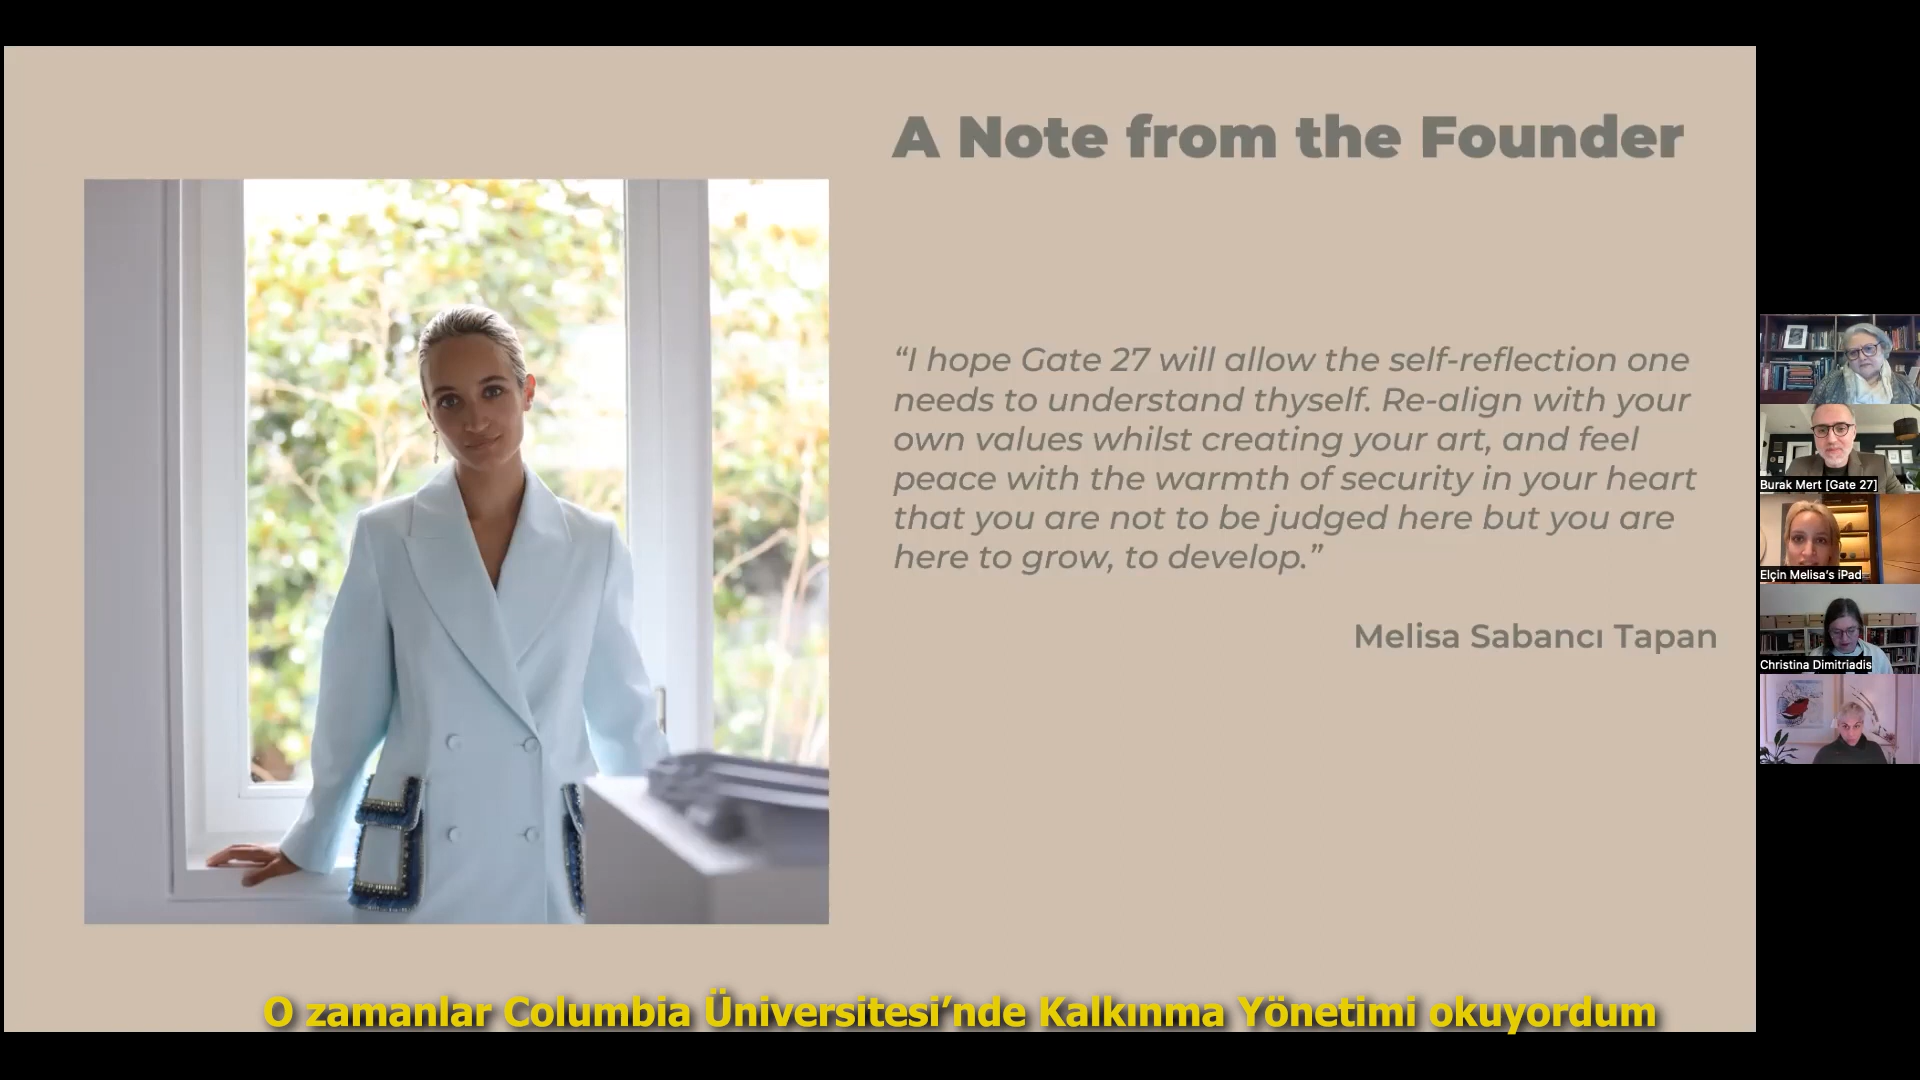 A Note from the Founder
“I hope Gate 27 will allow the self-reflection one
needs to understand thyself. Re-align with your
own values whilst creating your art, and feel
peace with the warmth of security in your heart
that you are not to be judged here but you are
here to grow, to develop.”
Melisa Sabancı Tapan
Burak Mert [Gate 27]
Elçin Melisa’s iPad
Christina Dimitriadis
O zamanlar Columbia Üniversitesi’nde Kalkınma Yönetimi okuyordum